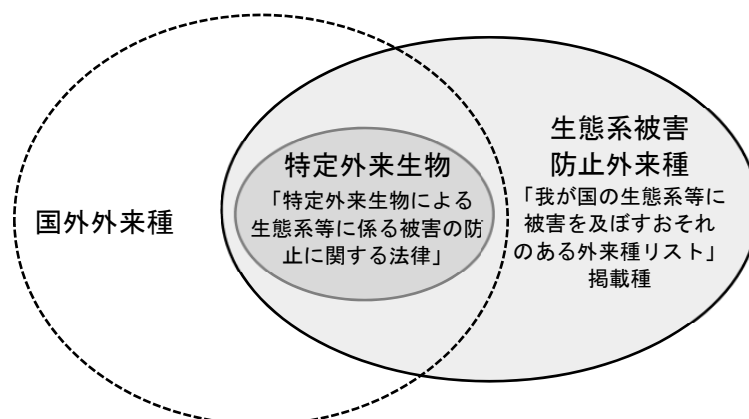 国外外来種
特定外来生物
「特定外来生物による
生態系等に係る被害の防
止に関する法律」
生態系被害
防止外来種
「我が国の生態系等に
被害を及ぼすおそれ
のある外来種リスト」
掲載種